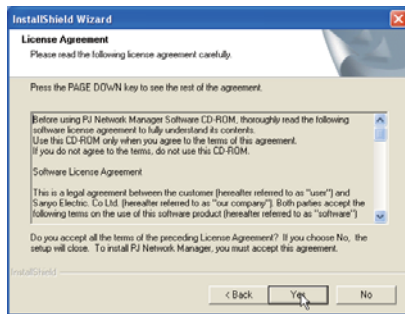 InstallShield Wizard
License Agreement
Please read the following license agreement carefully.
Press the PAGE DOWN key to see the rest of the agreement.
Before using PJ Network Manager Software CD-ROM, thoroughly read the following
software license agreement to fully understand its contents.
Use this CD-ROM only when you agree to the terms of this agreement.
If you do not agree to the terms, do not use this CD-ROM.
Software License Agreement
This is a legal agreement between the customer (hereafter referred to as "user") and
Sanyo Electric. Co Ltd. (hereafter referred to as "our company"). Both parties accept the
following terms on the use of this software product (hereafter referred to as "software")
Do you accept all the terms of the preceding License Agreement? If you choose No, the
setup will close. To install PJ Network Manager, you must accept this agreement.
InstallShield
< Back
Yes
No